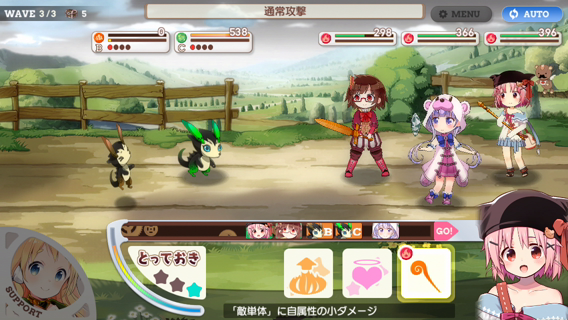 WAVE 3/3 5
通常攻撃
MENU
AUTO
B 0
C 538
298
366
396
B C GO!
とっておき
SUPPORT
「敵単体」に自属性の小ダメージ